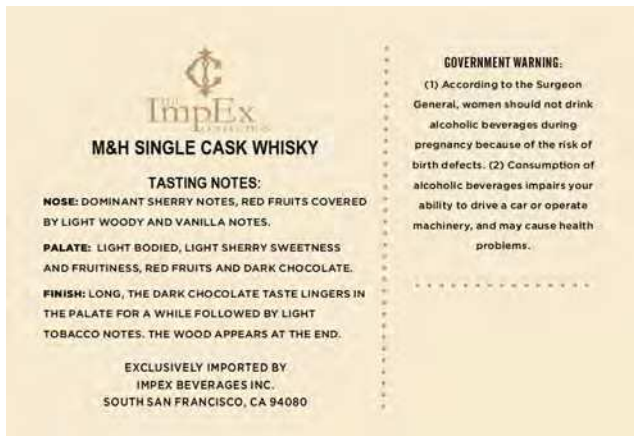 THE
ImpEx
COLLECTION
M&H SINGLE CASK WHISKY
TASTING NOTES:
NOSE: DOMINANT SHERRY NOTES, RED FRUITS COVERED
BY LIGHT WOODY AND VANILLA NOTES.
PALATE: LIGHT BODIED, LIGHT SHERRY SWEETNESS
AND FRUITINESS, RED FRUITS AND DARK CHOCOLATE.
FINISH: LONG, THE DARK CHOCOLATE TASTE LINGERS IN
THE PALATE FOR A WHILE FOLLOWED BY LIGHT
TOBACCO NOTES. THE WOOD APPEARS AT THE END.
EXCLUSIVELY IMPORTED BY
IMPEX BEVERAGES INC.
SOUTH SAN FRANCISCO, CA 94080
GOVERNMENT WARNING:
(1) According to the Surgeon
General, women should not drink
alcoholic beverages during
pregnancy because of the risk of
birth defects. (2) Consumption of
alcoholic beverages impairs your
ability to drive a car or operate
machinery, and may cause health
problems.